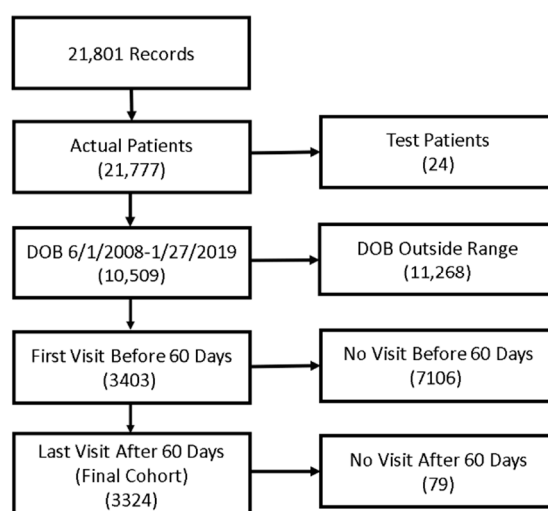 21,801 Records
Actual Patients
(21,777)
Test Patients
(24)
DOB 6/1/2008-1/27/2019
(10,509)
DOB Outside Range
(11,268)
First Visit Before 60 Days
(3403)
No Visit Before 60 Days
(7106)
Last Visit After 60 Days
(Final Cohort)
(3324)
No Visit After 60 Days
(79)